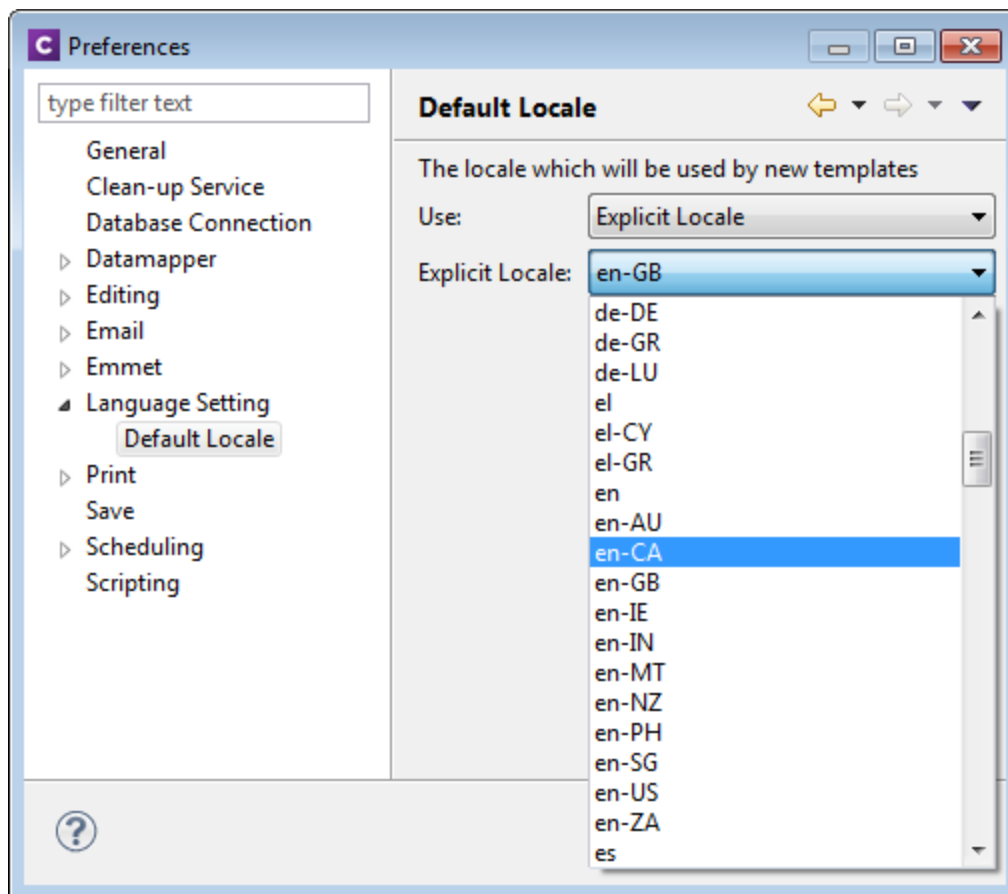 C Preferences
type filter text
General
Clean-up Service
Database Connection
Datamapper
Editing
Email
Emmet
Language Setting
Default Locale
Print
Save
Scheduling
Scripting
Default Locale
The locale which will be used by new templates
Use: Explicit Locale
Explicit Locale: en-GB
de-DE
de-GR
de-LU
el
el-CY
el-GR
en
en-AU
en-CA
en-GB
en-IE
en-IN
en-MT
en-NZ
en-PH
en-SG
en-US
en-ZA
es
?